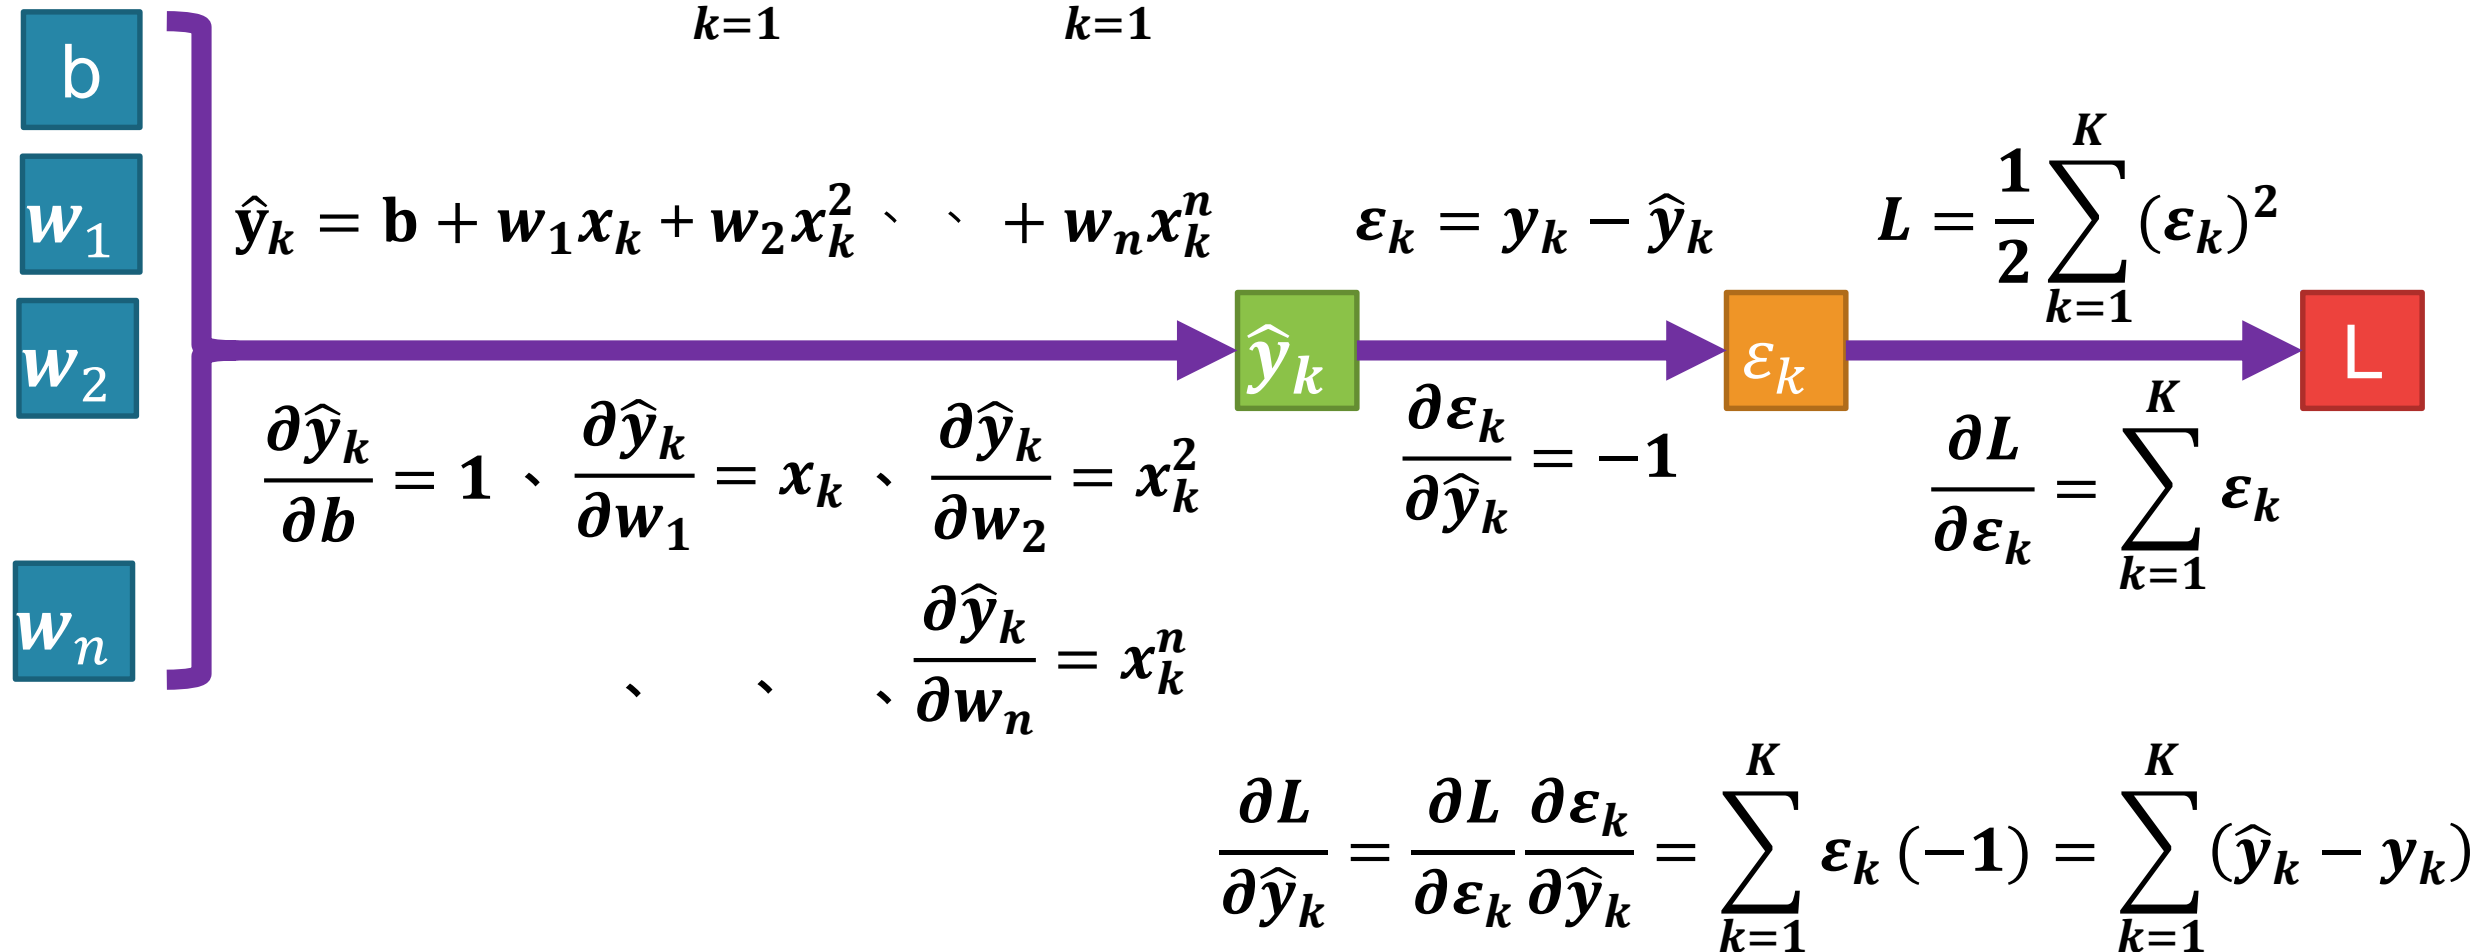 k=1 k=1
b
w₁
w₂
wₙ
ŷₖ = b + w₁xₖ + w₂xₖ² 、 、 + wₙxₖⁿ
εₖ = yₖ − ŷₖ
L = 1/2 ∑ₖ₌₁ᴷ (εₖ)²
ŷₖ
εₖ
L
∂ŷₖ/∂b = 1 、 ∂ŷₖ/∂w₁ = xₖ 、 ∂ŷₖ/∂w₂ = xₖ²
、 、 、 ∂ŷₖ/∂wₙ = xₖⁿ
∂εₖ/∂ŷₖ = −1
∂L/∂εₖ = ∑ₖ₌₁ᴷ εₖ
∂L/∂ŷₖ = ∂L/∂εₖ ∂εₖ/∂ŷₖ = ∑ₖ₌₁ᴷ εₖ (−1) = ∑ₖ₌₁ᴷ (ŷₖ − yₖ)